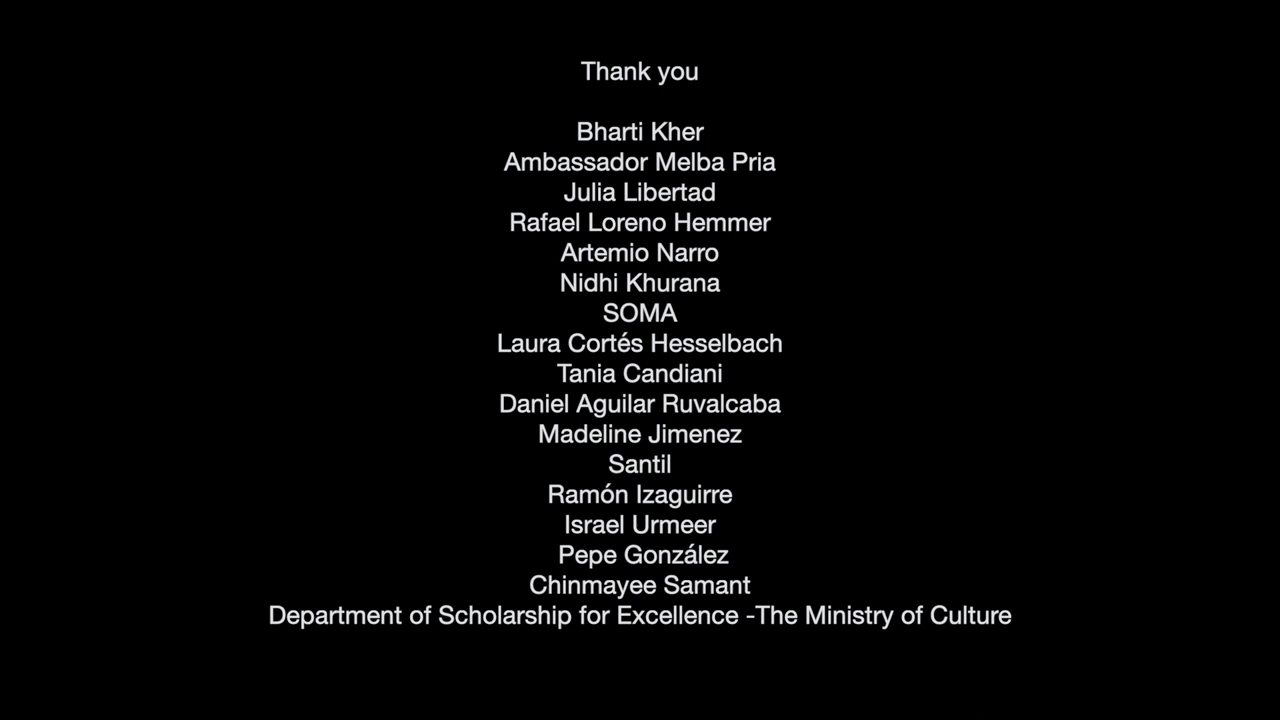 Thank you
Bharti Kher
Ambassador Melba Pria
Julia Libertad
Rafael Loreno Hemmer
Artemio Narro
Nidhi Khurana
SOMA
Laura Cortés Hesselbach
Tania Candiani
Daniel Aguilar Ruvalcaba
Madeline Jimenez
Santil
Ramón Izaguirre
Israel Urmeer
Pepe González
Chinmayee Samant
Department of Scholarship for Excellence -The Ministry of Culture